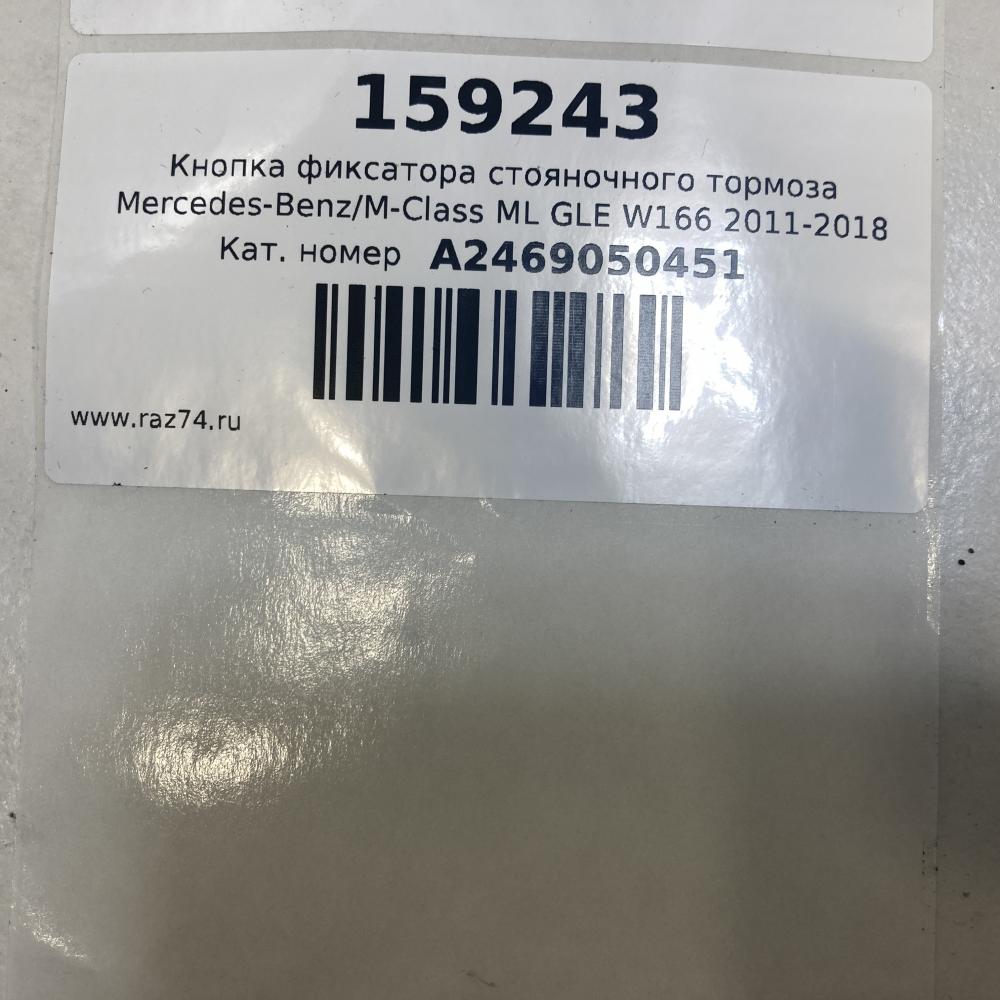 159243
Кнопка фиксатора стояночного тормоза
Mercedes-Benz/M-Class ML GLE W166 2011-2018
Кат. номер A2469050451
www.raz74.ru